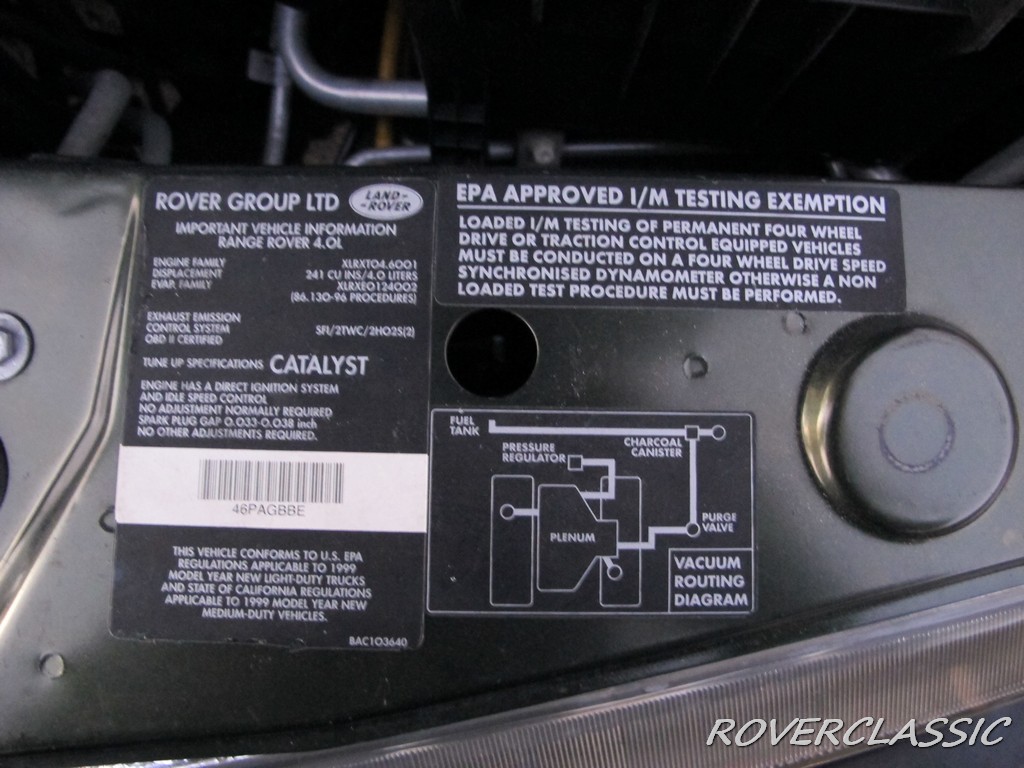 ROVER GROUP LTD
LAND-
-ROVER
IMPORTANT VEHICLE INFORMATION
RANGE ROVER 4.0L
ENGINE FAMILY XLRXT04.6001
DISPLACEMENT 241 CU INS/4.0 LITERS
EVAP. FAMILY XLRXE0124002
(86.130-96 PROCEDURES)
EXHAUST EMISSION
CONTROL SYSTEM SFI/2TWC/2HO2S(2)
OBD II CERTIFIED
TUNE UP SPECIFICATIONS CATALYST
ENGINE HAS A DIRECT IGNITION SYSTEM
AND IDLE SPEED CONTROL
NO ADJUSTMENT NORMALLY REQUIRED
SPARK PLUG GAP 0.033-0.038 inch
NO OTHER ADJUSTMENTS REQUIRED.
46PAGBBE
THIS VEHICLE CONFORMS TO U.S. EPA
REGULATIONS APPLICABLE TO 1999
MODEL YEAR NEW LIGHT-DUTY TRUCKS
AND STATE OF CALIFORNIA REGULATIONS
APPLICABLE TO 1999 MODEL YEAR NEW
MEDIUM-DUTY VEHICLES.
BAC103640
EPA APPROVED I/M TESTING EXEMPTION
LOADED I/M TESTING OF PERMANENT FOUR WHEEL
DRIVE OR TRACTION CONTROL EQUIPPED VEHICLES
MUST BE CONDUCTED ON A FOUR WHEEL DRIVE SPEED
SYNCHRONISED DYNAMOMETER OTHERWISE A NON
LOADED TEST PROCEDURE MUST BE PERFORMED.
FUEL
TANK
PRESSURE
REGULATOR
CHARCOAL
CANISTER
PLENUM
PURGE
VALVE
VACUUM
ROUTING
DIAGRAM
ROVERCLASSIC